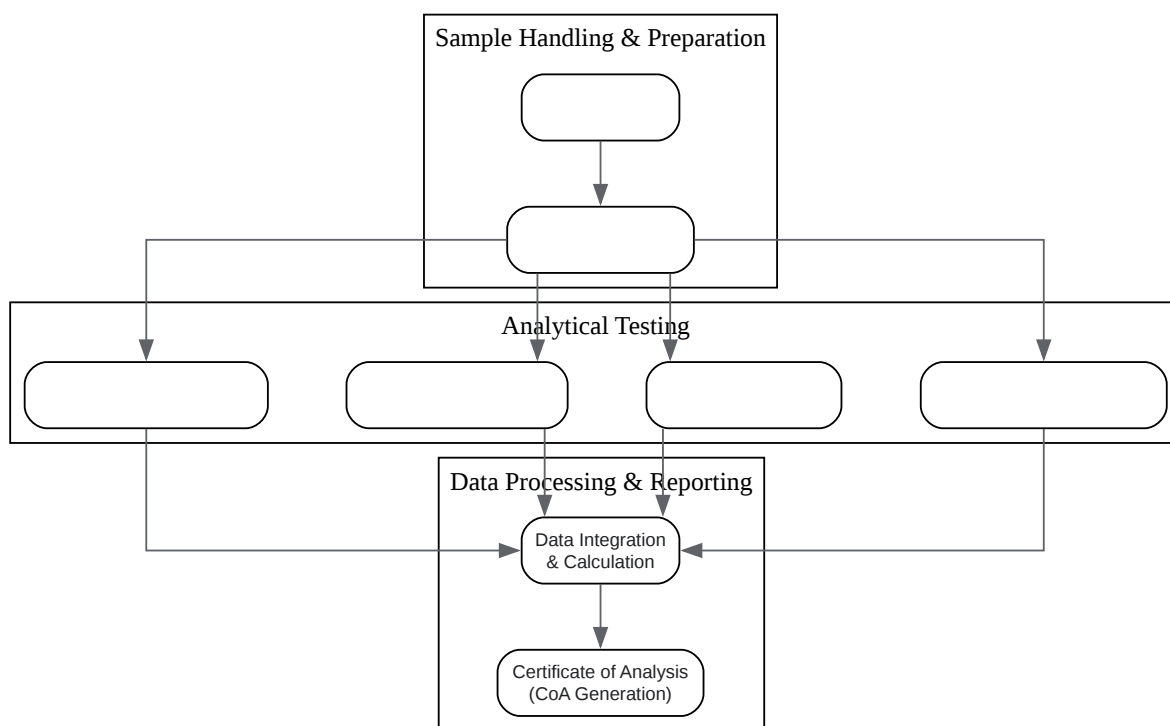 Sample Handling & Preparation
Analytical Testing
Data Processing & Reporting
Data Integration
& Calculation
Certificate of Analysis
(CoA Generation)